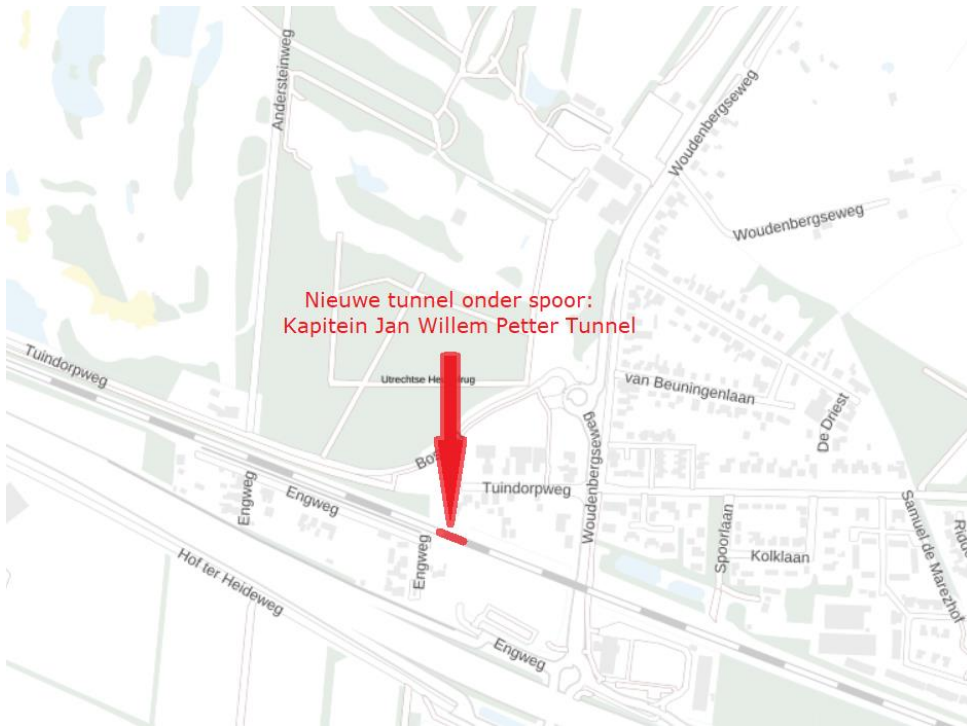 Andersteinweg
Woudenbergseweg
Woudenbergseweg
Nieuwe tunnel onder spoor:
Kapitein Jan Willem Petter Tunnel
Tuindorpweg
Utrechtse
van Beuningenlaan
De Driest
Woudenbergseweg
Tuindorpweg
Engweg
Engweg
Engweg
Spoorlaan
Kolklaan
Samuel de Marezhof
Hof ter Heideweg
Engweg